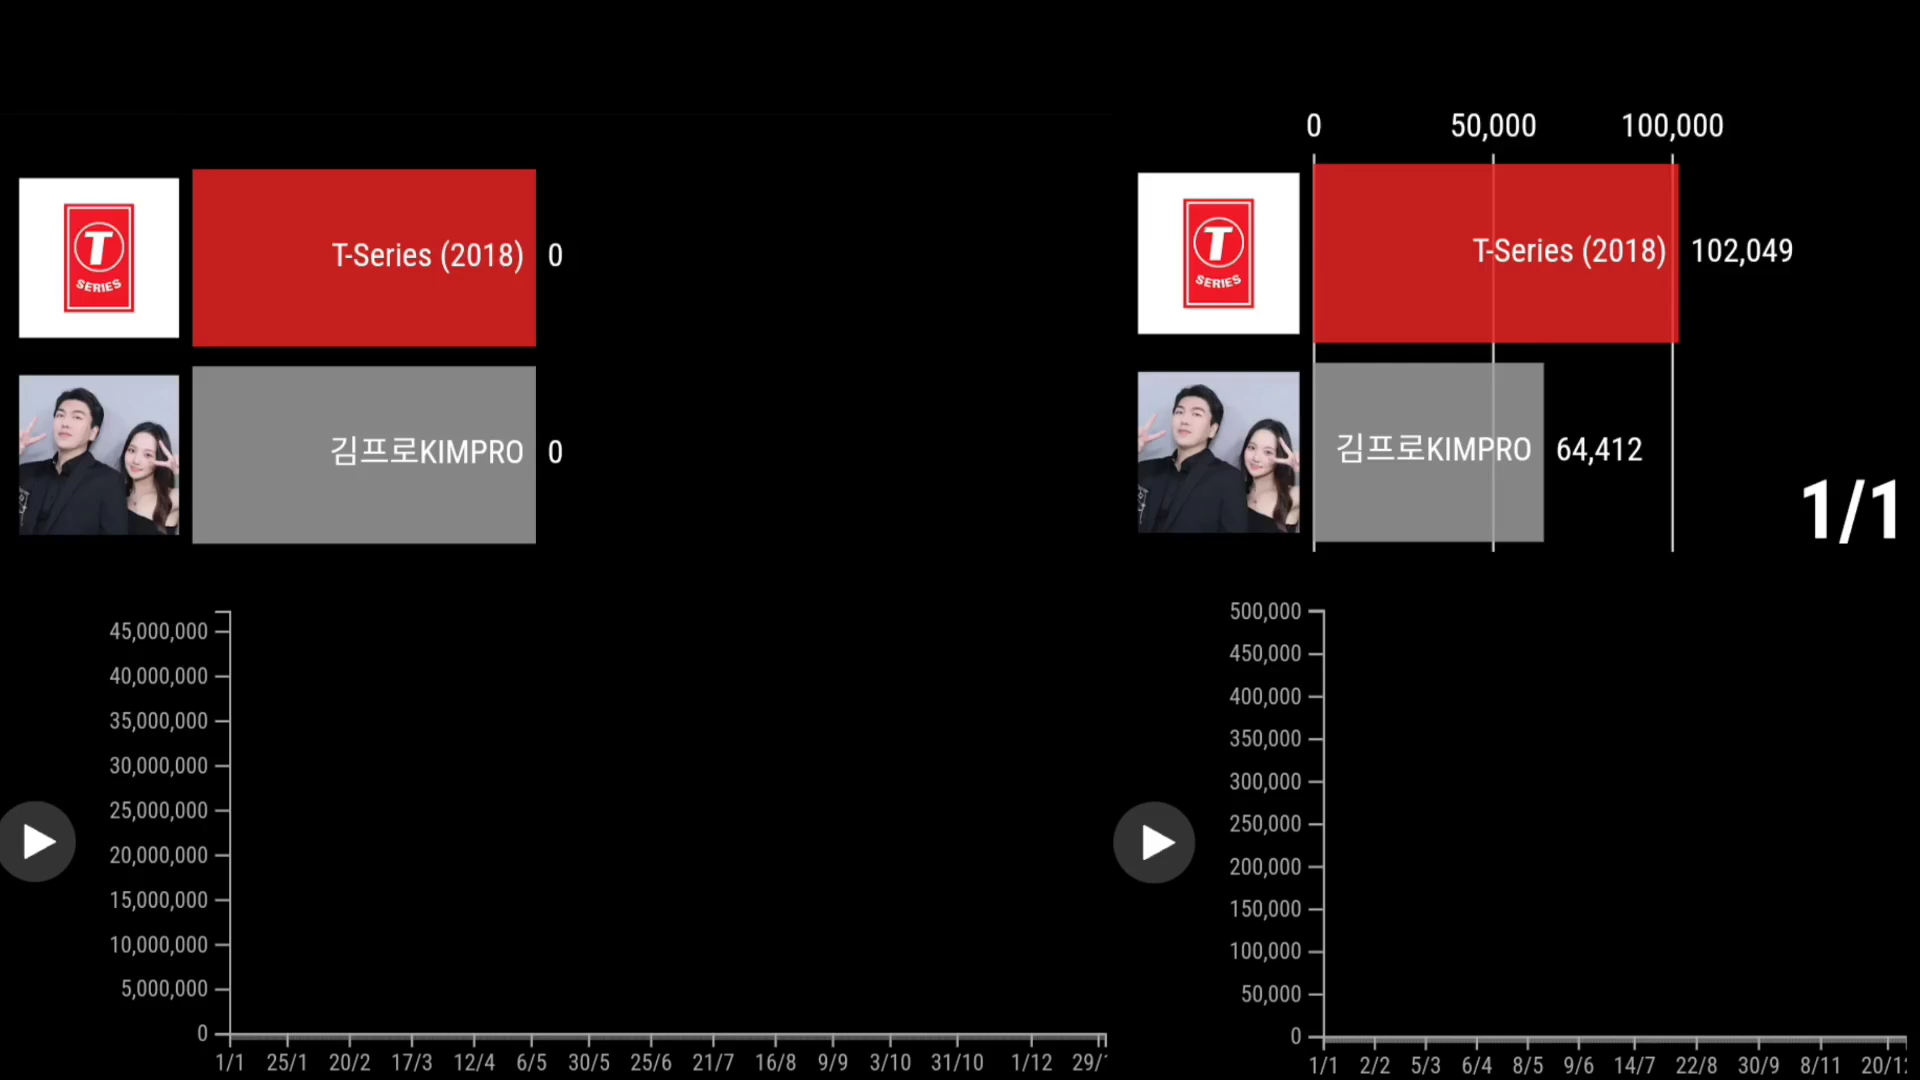 T
SERIES
T-Series (2018) 0
김프로KIMPRO 0
45,000,000
40,000,000
35,000,000
30,000,000
25,000,000
20,000,000
15,000,000
10,000,000
5,000,000
0
1/1 25/1 20/2 17/3 12/4 6/5 30/5 25/6 21/7 16/8 9/9 3/10 31/10 1/12 29/
0 50,000 100,000
T
SERIES
T-Series (2018) 102,049
김프로KIMPRO 64,412
1/1
500,000
450,000
400,000
350,000
300,000
250,000
200,000
150,000
100,000
50,000
0
1/1 2/2 5/3 6/4 8/5 9/6 14/7 22/8 30/9 8/11 20/1